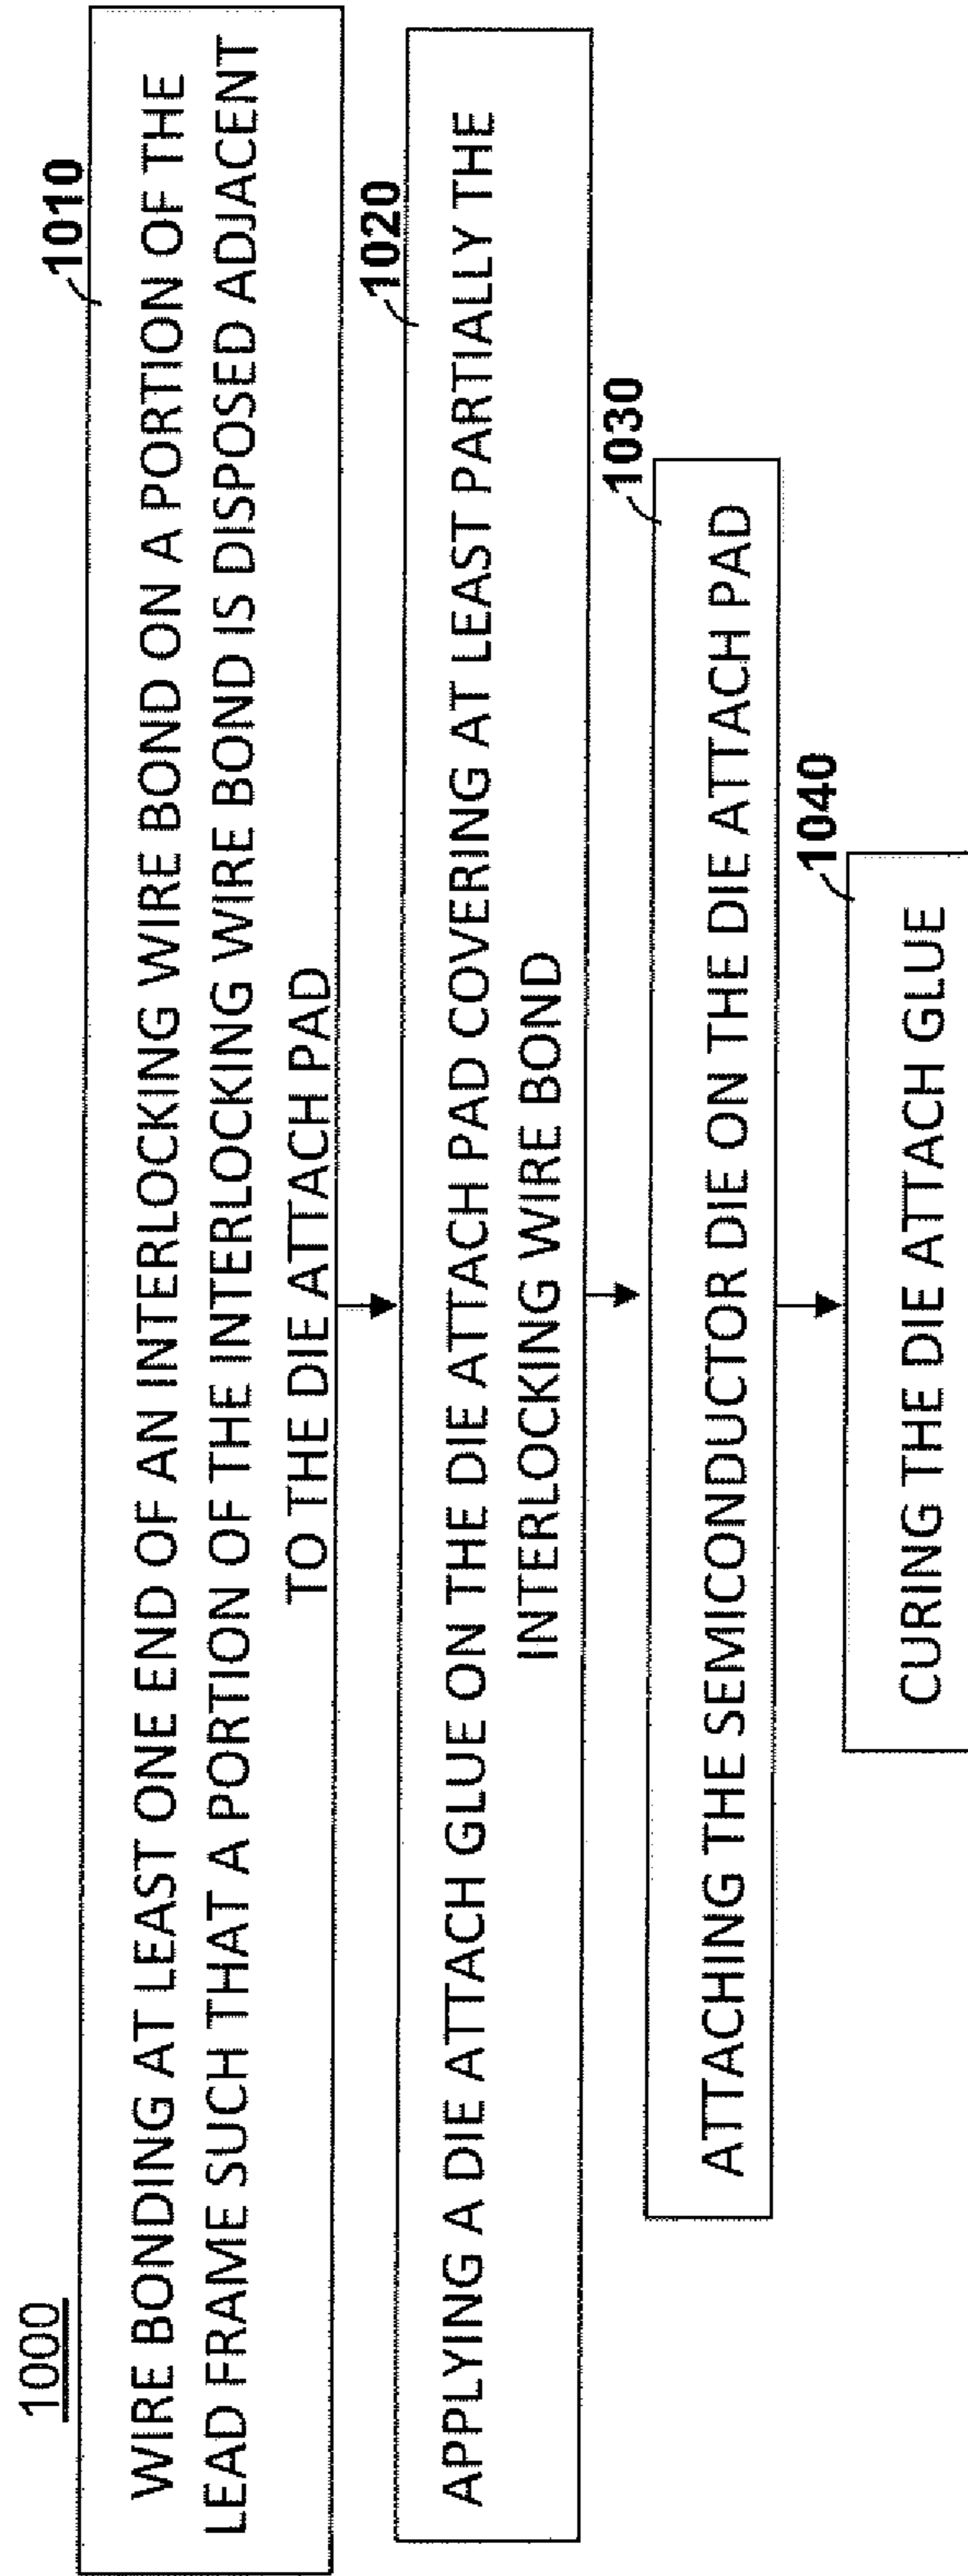 1000
1010
WIRE BONDING AT LEAST ONE END OF AN INTERLOCKING WIRE BOND ON A PORTION OF THE
LEAD FRAME SUCH THAT A PORTION OF THE INTERLOCKING WIRE BOND IS DISPOSED ADJACENT
TO THE DIE ATTACH PAD
1020
APPLYING A DIE ATTACH GLUE ON THE DIE ATTACH PAD COVERING AT LEAST PARTIALLY THE
INTERLOCKING WIRE BOND
1030
ATTACHING THE SEMICONDUCTOR DIE ON THE DIE ATTACH PAD
1040
CURING THE DIE ATTACH GLUE